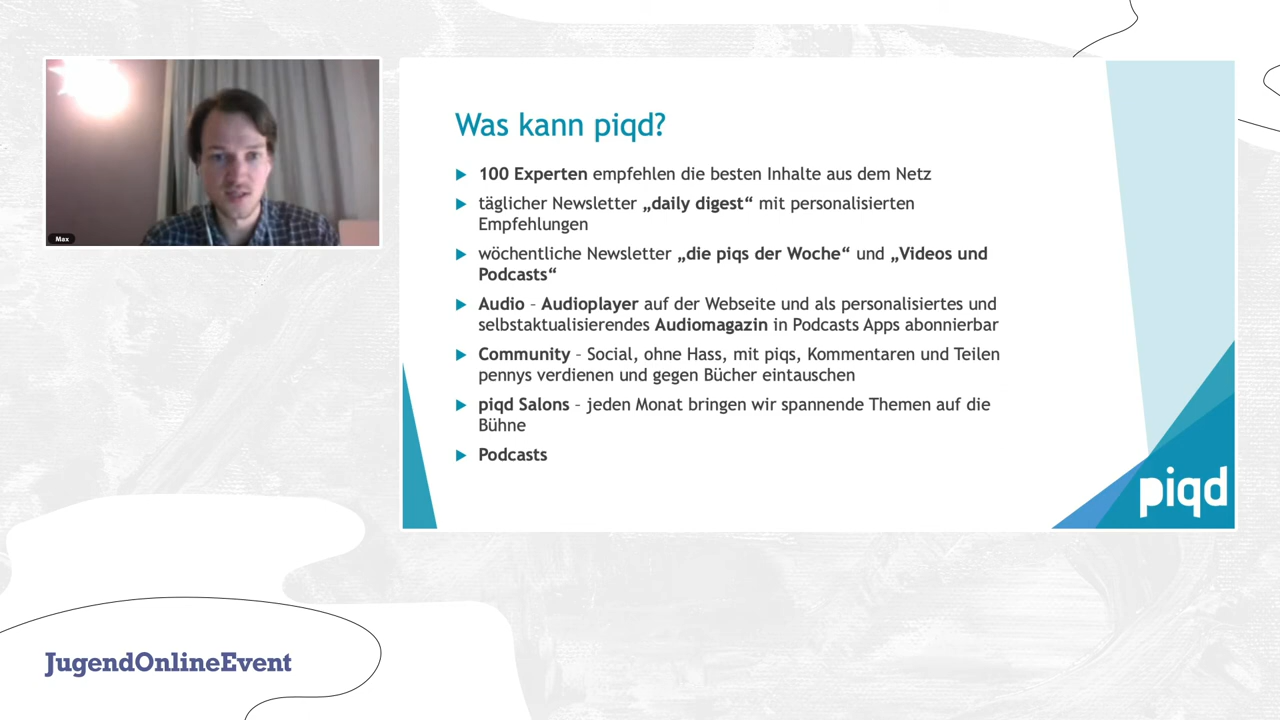 Max
Was kann piqd?
100 Experten empfehlen die besten Inhalte aus dem Netz
täglicher Newsletter „daily digest“ mit personalisierten
Empfehlungen
wöchentliche Newsletter „die piqs der Woche“ und „Videos und
Podcasts“
Audio – Audioplayer auf der Webseite und als personalisiertes und
selbstaktualisierendes Audiomagazin in Podcasts Apps abonnierbar
Community – Social, ohne Hass, mit piqs, Kommentaren und Teilen
pennys verdienen und gegen Bücher eintauschen
piqd Salons – jeden Monat bringen wir spannende Themen auf die
Bühne
Podcasts
piqd
JugendOnlineEvent